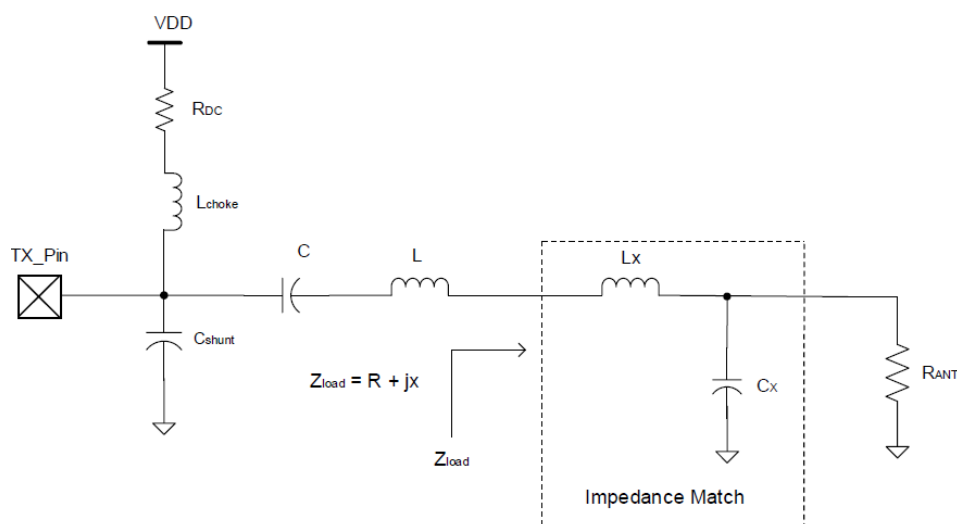 VDD
RDC
Lchoke
TX_Pin
C
L
Lx
Cshunt
Zload = R + jx
Cx
RANT
Zload
Impedance Match